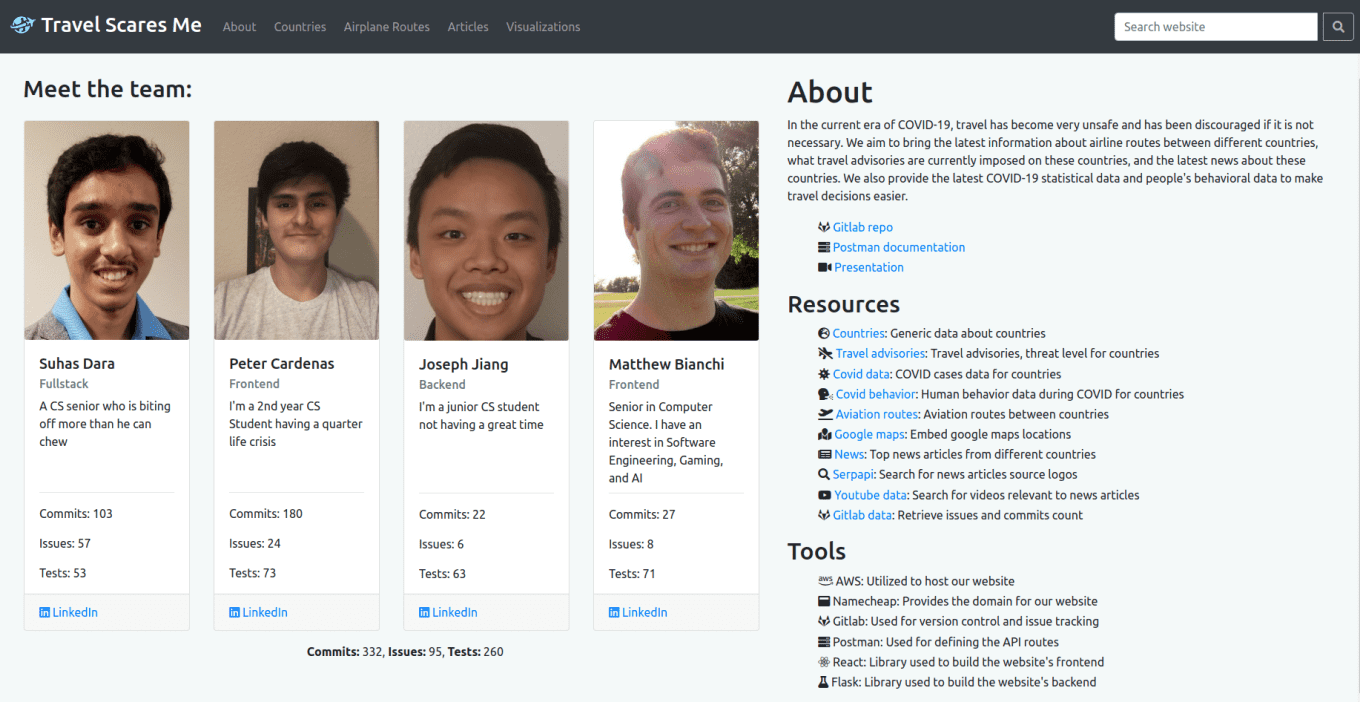 Travel Scares Me
About
Countries
Airplane Routes
Articles
Visualizations
Search website
Meet the team:
Suhas Dara
Fullstack
A CS senior who is biting
off more than he can
chew
Commits: 103
Issues: 57
Tests: 53
LinkedIn
Peter Cardenas
Frontend
I'm a 2nd year CS
Student having a quarter
life crisis
Commits: 180
Issues: 24
Tests: 73
LinkedIn
Joseph Jiang
Backend
I'm a junior CS student
not having a great time
Commits: 22
Issues: 6
Tests: 63
LinkedIn
Matthew Bianchi
Frontend
Senior in Computer
Science. I have an
interest in Software
Engineering, Gaming,
and AI
Commits: 27
Issues: 8
Tests: 71
LinkedIn
Commits: 332, Issues: 95, Tests: 260
About
In the current era of COVID-19, travel has become very unsafe and has been discouraged if it is not
necessary. We aim to bring the latest information about airline routes between different countries,
what travel advisories are currently imposed on these countries, and the latest news about these
countries. We also provide the latest COVID-19 statistical data and people's behavioral data to make
travel decisions easier.
Gitlab repo
Postman documentation
Presentation
Resources
Countries: Generic data about countries
Travel advisories: Travel advisories, threat level for countries
Covid data: COVID cases data for countries
Covid behavior: Human behavior data during COVID for countries
Aviation routes: Aviation routes between countries
Google maps: Embed google maps locations
News: Top news articles from different countries
Serpapi: Search for news articles source logos
Youtube data: Search for videos relevant to news articles
Gitlab data: Retrieve issues and commits count
Tools
aws AWS: Utilized to host our website
Namecheap: Provides the domain for our website
Gitlab: Used for version control and issue tracking
Postman: Used for defining the API routes
React: Library used to build the website's frontend
Flask: Library used to build the website's backend